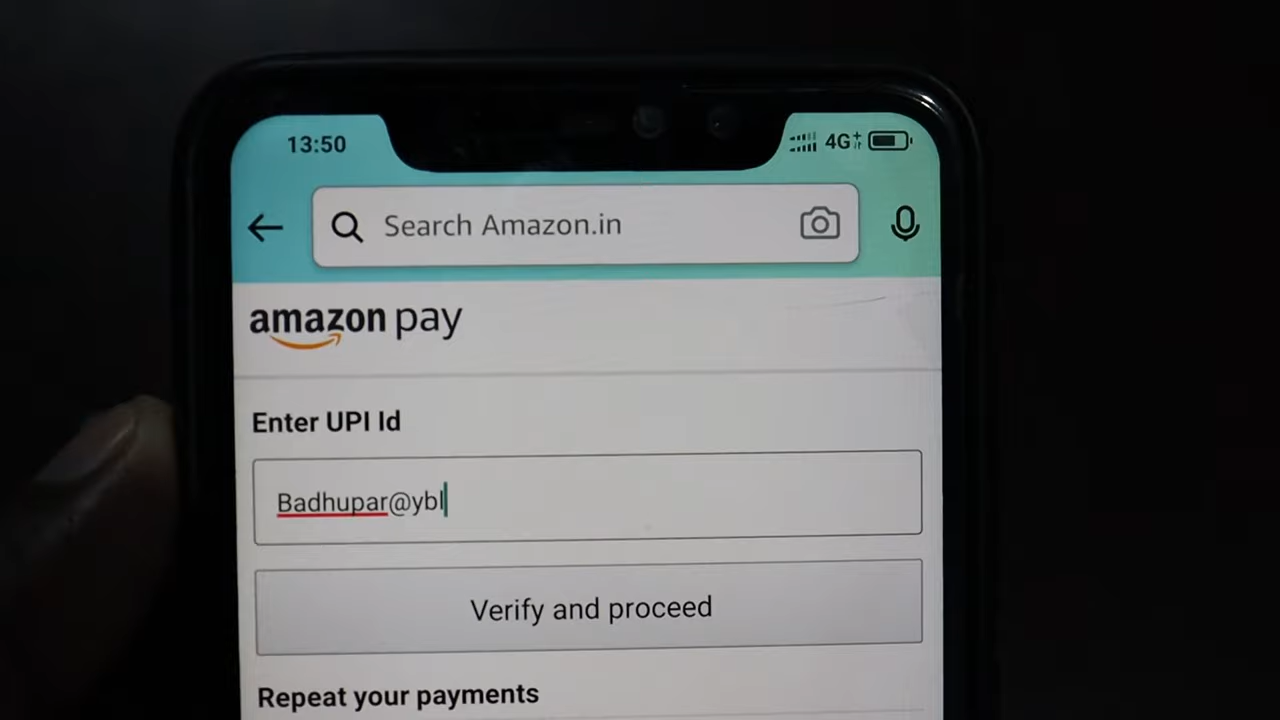 13:50 4G+
Search Amazon.in
amazon pay
Enter UPI Id
Badhupar@ybl
Verify and proceed
Repeat your payments